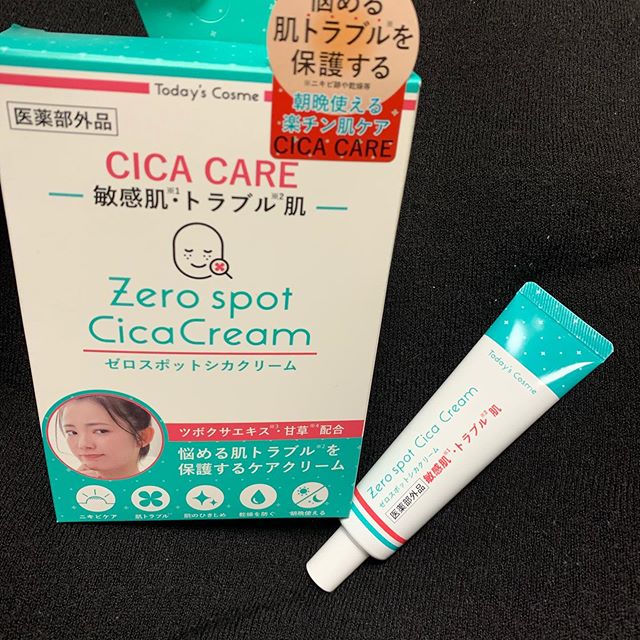 悩める
肌トラブル※を
保護する
※ニキビ跡や乾燥等
朝晩使える
楽チン肌ケア
CICA CARE
Today's Cosme
医薬部外品
CICA CARE
敏感肌※1・トラブル※2肌
Zero spot
CicaCream
ゼロスポットシカクリーム
ツボクサエキス※3・甘草※4配合
悩める肌トラブル※2を
保護するケアクリーム
ニキビケア
肌トラブル
肌のひきしめ
乾燥を防ぐ
朝晩使える
Today's Cosme
Zero spot Cica Cream
ゼロスポットシカクリーム
医薬部外品 敏感肌※1・トラブル※2肌